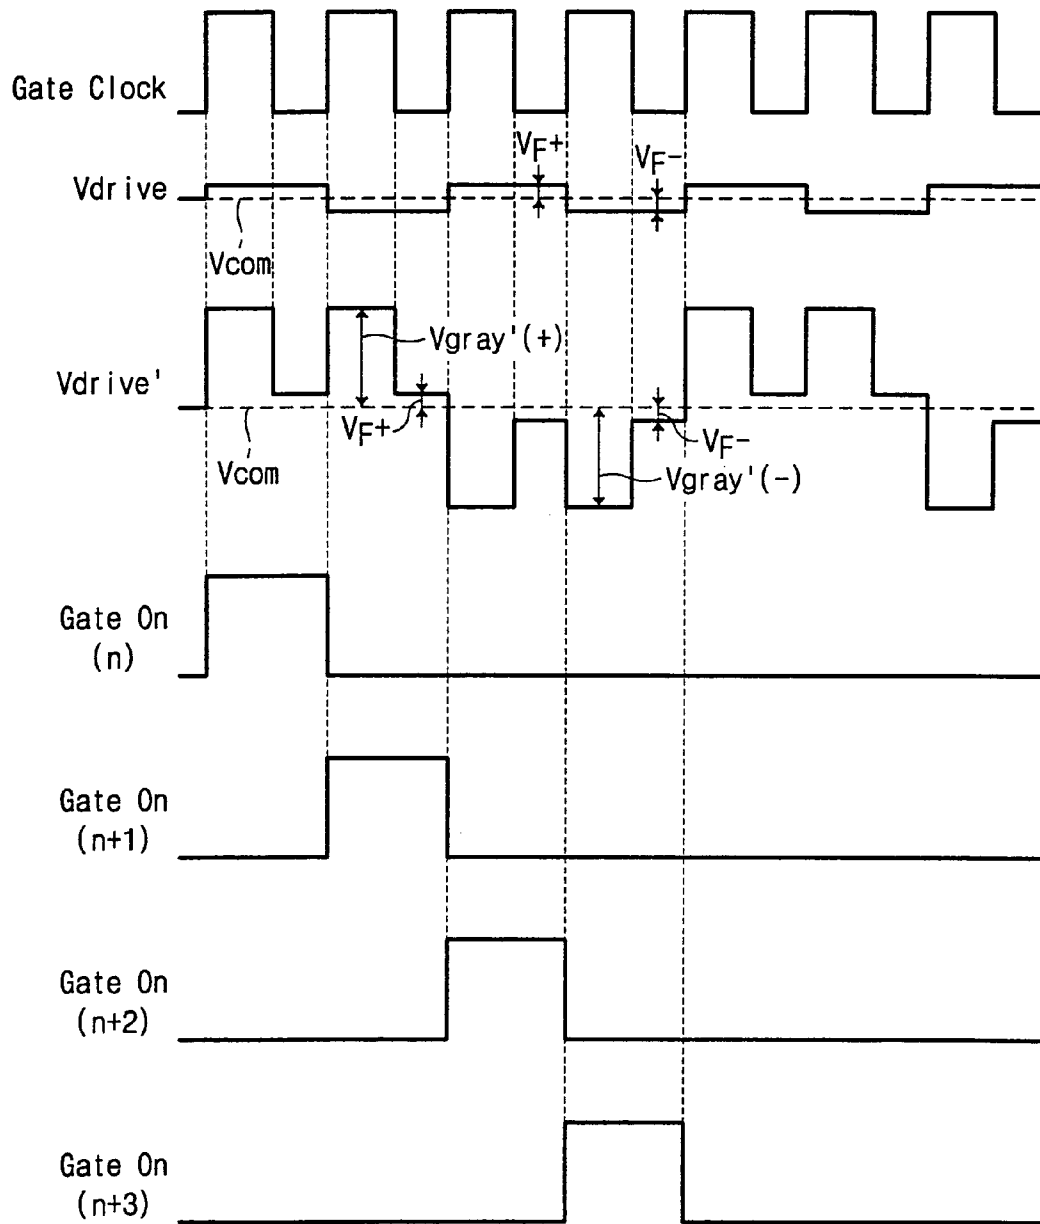 Gate Clock
VF+
VF-
Vdrive
Vcom
Vgray'(+)
Vdrive'
VF+
VF-
Vcom
Vgray'(-)
Gate On
(n)
Gate On
(n+1)
Gate On
(n+2)
Gate On
(n+3)